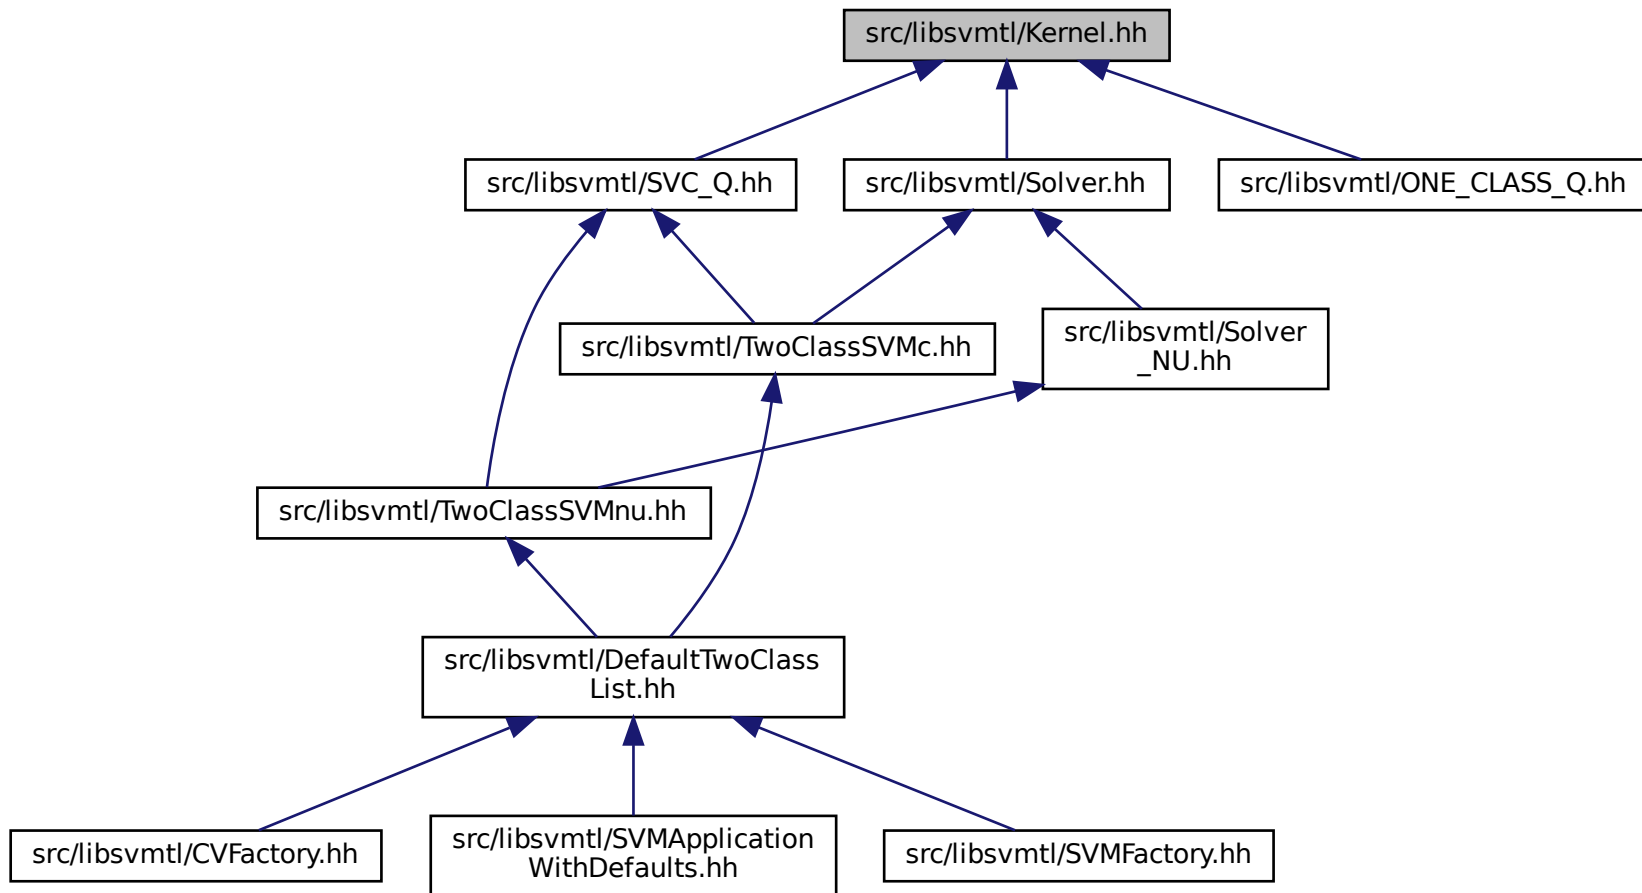 src/libsvmtl/Kernel.hh
src/libsvmtl/SVC_Q.hh
src/libsvmtl/Solver.hh
src/libsvmtl/ONE_CLASS_Q.hh
src/libsvmtl/TwoClassSVMc.hh
src/libsvmtl/Solver
_NU.hh
src/libsvmtl/TwoClassSVMnu.hh
src/libsvmtl/DefaultTwoClass
List.hh
src/libsvmtl/CVFactory.hh
src/libsvmtl/SVMApplication
WithDefaults.hh
src/libsvmtl/SVMFactory.hh